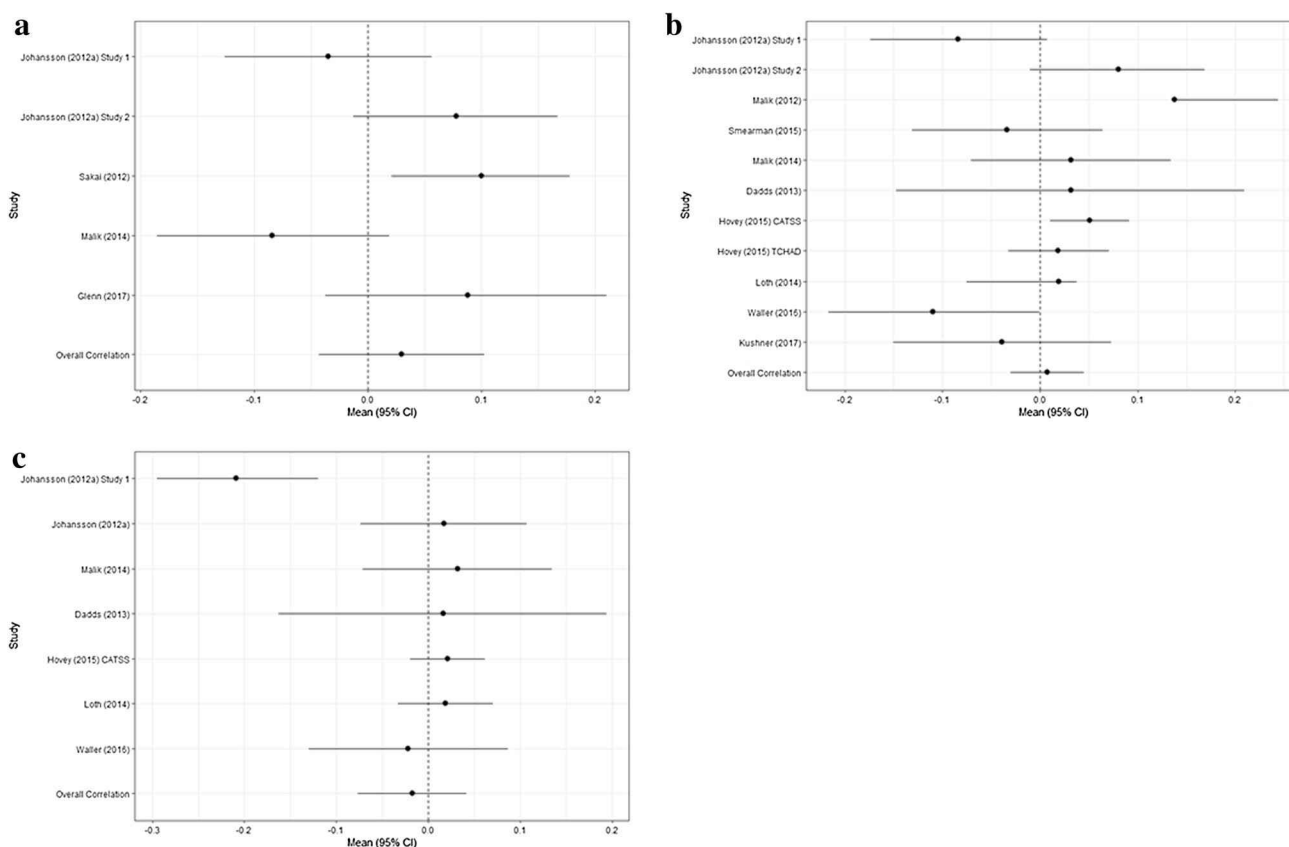 a
Johansson (2012a) Study 1
Johansson (2012a) Study 2
Sakai (2012)
Malik (2014)
Glenn (2017)
Overall Correlation
Study
-0.2 -0.1 0.0 0.1 0.2
Mean (95% CI)
b
Johansson (2012a) Study 1
Johansson (2012a) Study 2
Malik (2012)
Smearman (2015)
Malik (2014)
Dadds (2013)
Hovey (2015) CATSS
Hovey (2015) TCHAD
Loth (2014)
Waller (2016)
Kushner (2017)
Overall Correlation
Study
-0.2 -0.1 0.0 0.1 0.2
Mean (95% CI)
c
Johansson (2012a) Study 1
Johansson (2012a)
Malik (2014)
Dadds (2013)
Hovey (2015) CATSS
Loth (2014)
Waller (2016)
Overall Correlation
Study
-0.3 -0.2 -0.1 0.0 0.1 0.2
Mean (95% CI)